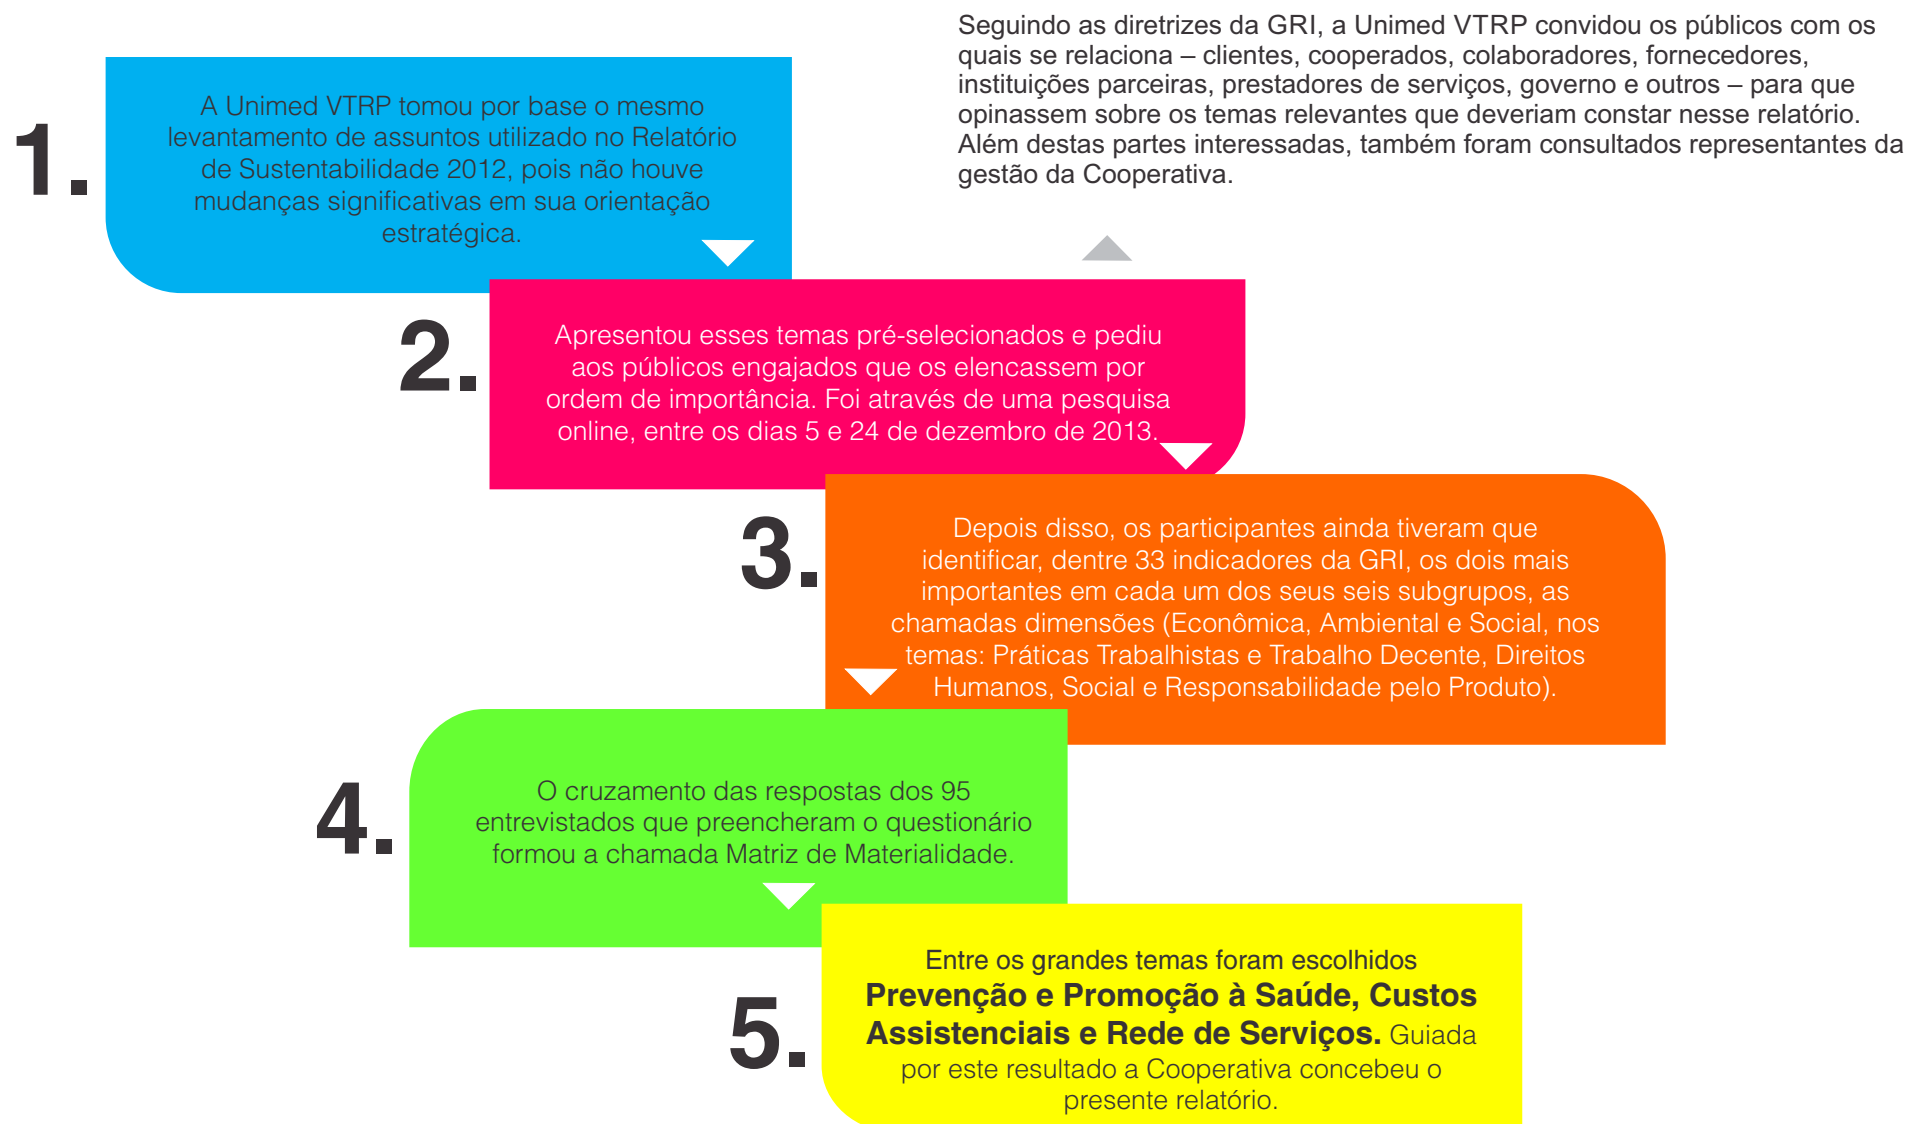 Seguindo as diretrizes da GRI, a Unimed VTRP convidou os públicos com os
quais se relaciona – clientes, cooperados, colaboradores, fornecedores,
instituições parceiras, prestadores de serviços, governo e outros – para que
opinassem sobre os temas relevantes que deveriam constar nesse relatório.
Além destas partes interessadas, também foram consultados representantes da
gestão da Cooperativa.
1.
A Unimed VTRP tomou por base o mesmo
levantamento de assuntos utilizado no Relatório
de Sustentabilidade 2012, pois não houve
mudanças significativas em sua orientação
estratégica.
2.
Apresentou esses temas pré-selecionados e pediu
aos públicos engajados que os elencassem por
ordem de importância. Foi através de uma pesquisa
online, entre os dias 5 e 24 de dezembro de 2013.
3.
Depois disso, os participantes ainda tiveram que
identificar, dentre 33 indicadores da GRI, os dois mais
importantes em cada um dos seus seis subgrupos, as
chamadas dimensões (Econômica, Ambiental e Social, nos
temas: Práticas Trabalhistas e Trabalho Decente, Direitos
Humanos, Social e Responsabilidade pelo Produto).
4.
O cruzamento das respostas dos 95
entrevistados que preencheram o questionário
formou a chamada Matriz de Materialidade.
5.
Entre os grandes temas foram escolhidos
Prevenção e Promoção à Saúde, Custos
Assistenciais e Rede de Serviços. Guiada
por este resultado a Cooperativa concebeu o
presente relatório.